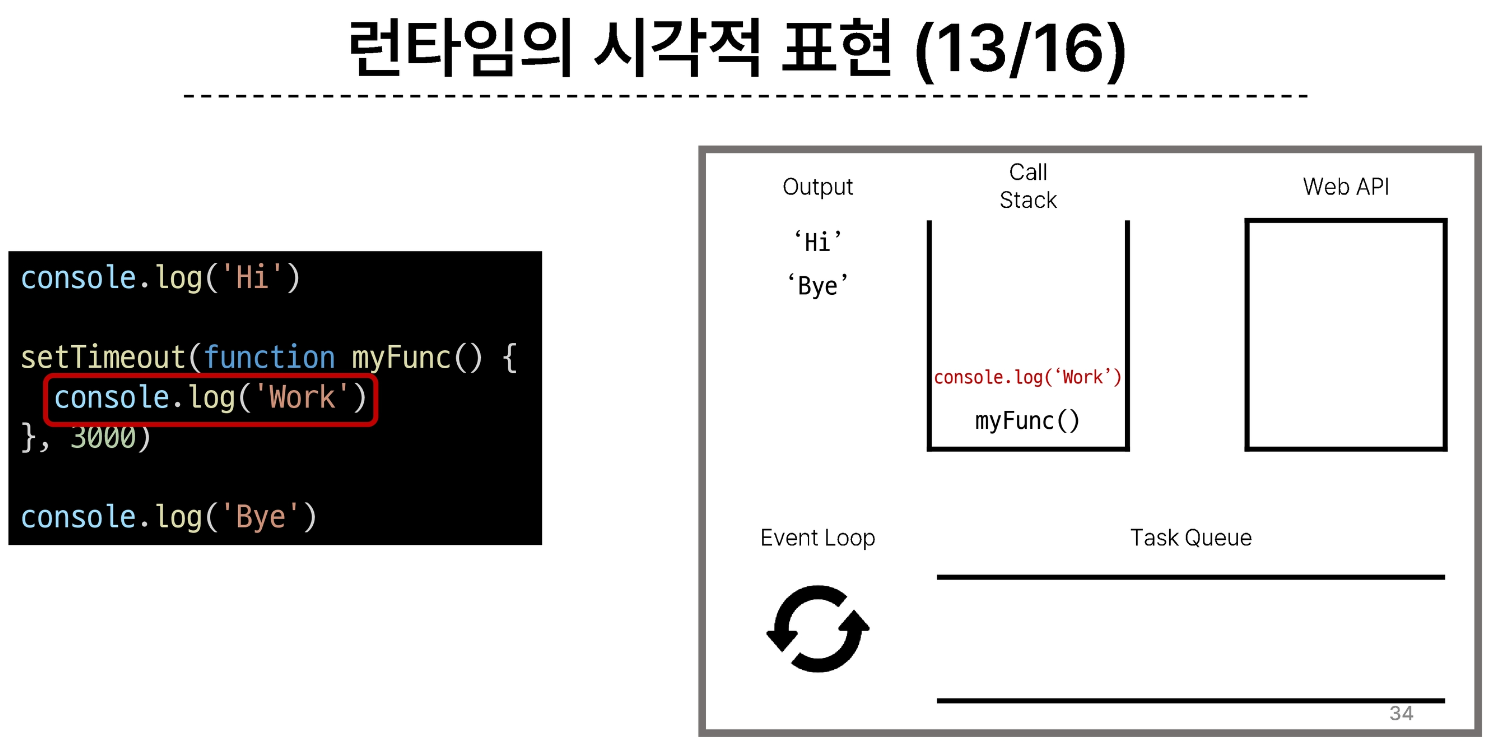 런타임의 시각적 표현 (13/16)
console.log('Hi')
setTimeout(function myFunc() {
console.log('Work')
}, 3000)
console.log('Bye')
Output
‘Hi’
‘Bye’
Call
Stack
console.log(‘Work’)
myFunc()
Web API
Event Loop
Task Queue
34